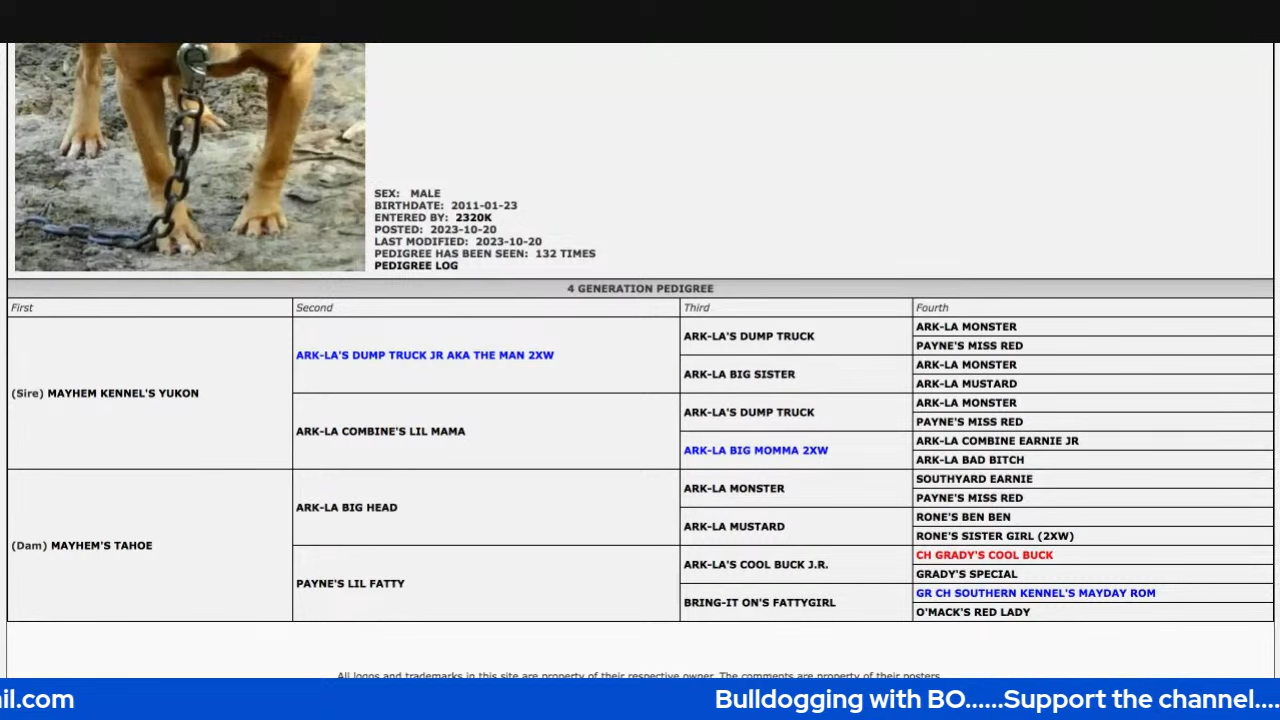 SEX: MALE
BIRTHDATE: 2011-01-23
ENTERED BY: 2320K
POSTED: 2023-10-20
LAST MODIFIED: 2023-10-20
PEDIGREE HAS BEEN SEEN: 132 TIMES
PEDIGREE LOG
4 GENERATION PEDIGREE
First Second Third Fourth
(Sire) MAYHEM KENNEL'S YUKON
ARK-LA'S DUMP TRUCK JR AKA THE MAN 2XW
ARK-LA'S DUMP TRUCK
ARK-LA MONSTER
PAYNE'S MISS RED
ARK-LA BIG SISTER
ARK-LA MONSTER
ARK-LA MUSTARD
ARK-LA COMBINE'S LIL MAMA
ARK-LA'S DUMP TRUCK
ARK-LA MONSTER
PAYNE'S MISS RED
ARK-LA BIG MOMMA 2XW
ARK-LA COMBINE EARNIE JR
ARK-LA BAD BITCH
(Dam) MAYHEM'S TAHOE
ARK-LA BIG HEAD
ARK-LA MONSTER
SOUTHYARD EARNIE
PAYNE'S MISS RED
ARK-LA MUSTARD
RONE'S BEN BEN
RONE'S SISTER GIRL (2XW)
PAYNE'S LIL FATTY
ARK-LA'S COOL BUCK J.R.
CH GRADY'S COOL BUCK
GRADY'S SPECIAL
BRING-IT ON'S FATTYGIRL
GR CH SOUTHERN KENNEL'S MAYDAY ROM
O'MACK'S RED LADY
All logos and trademarks in this site are property of their respective owner. The comments are property of their posters
il.com Bulldogging with BO......Support the channel....